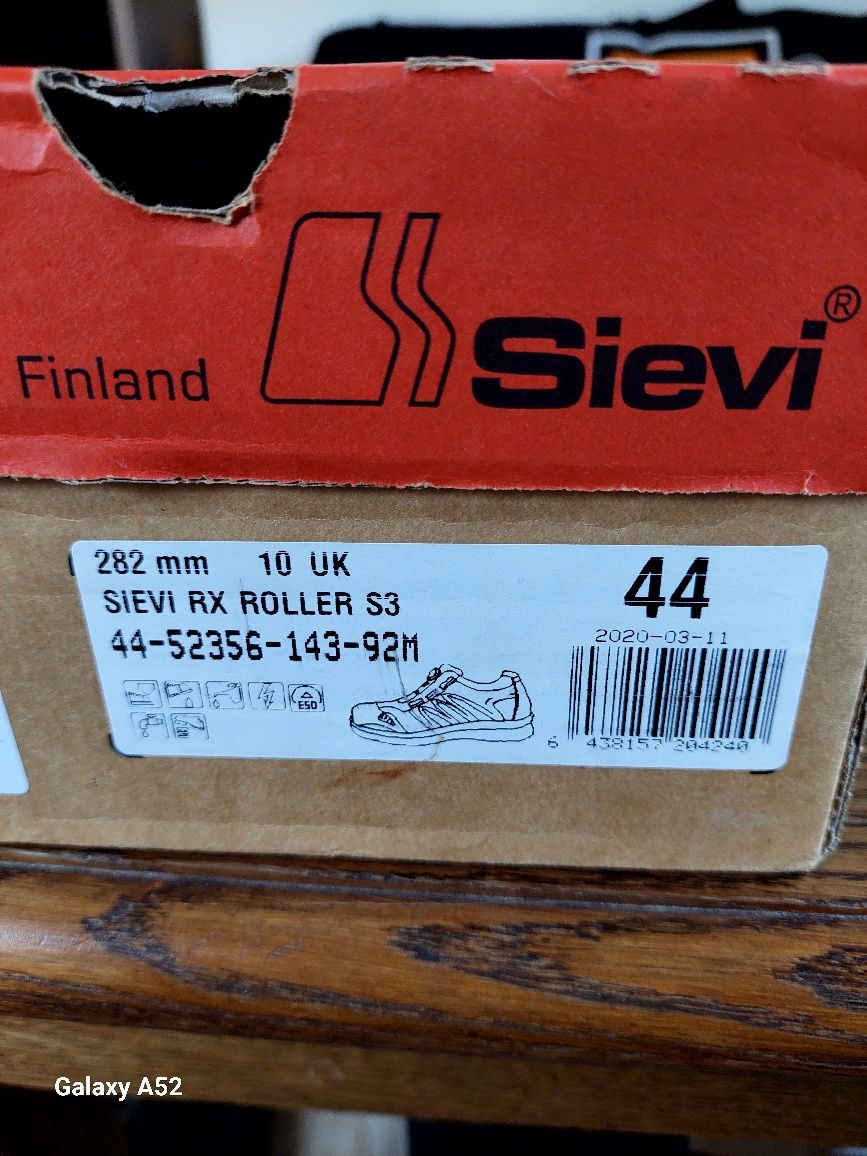 Finland Sievi®
282 mm 10 UK 44
SIEVI RX ROLLER S3
2020-03-11
44-52356-143-92M
ESD
6 438157 204240
Galaxy A52